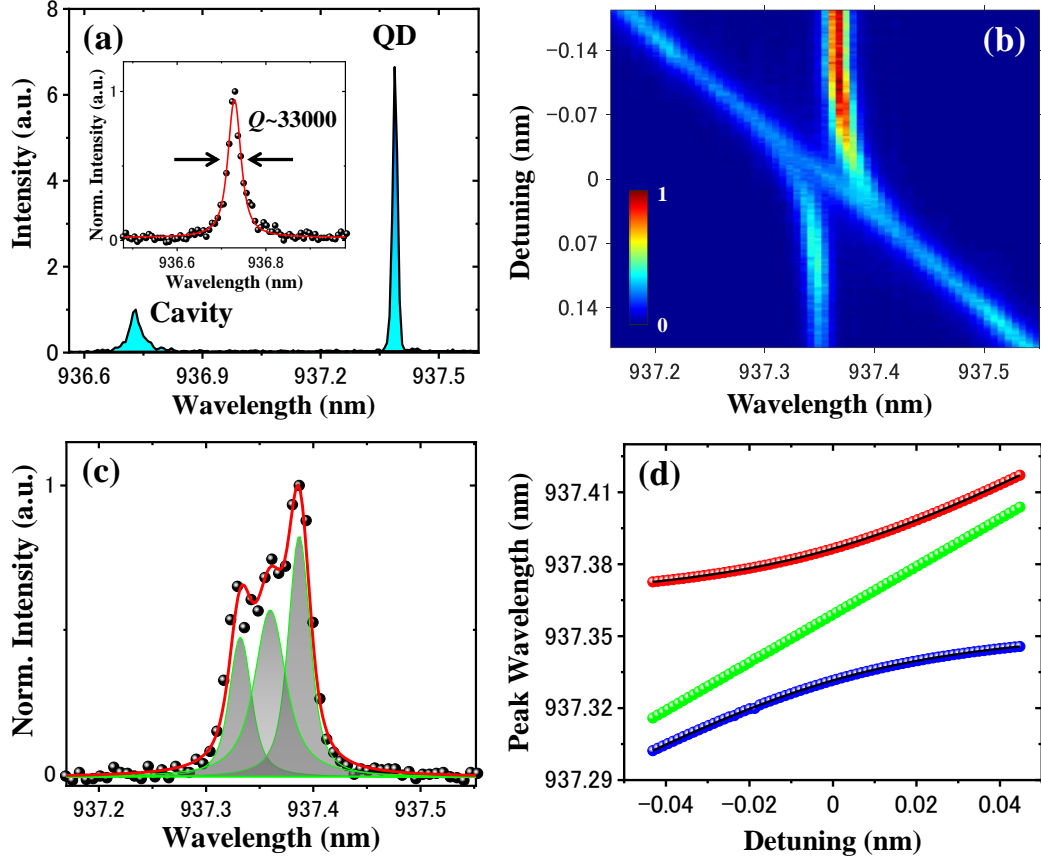 (a)
QD
8
6
4
2
0
Intensity (a.u.)
936.6
936.9
937.2
937.5
Wavelength (nm)
Cavity
Q~33000
1
0
Norm. Intensity (a.u.)
936.6
936.8
Wavelength (nm)
(b)
−0.14
−0.07
0
0.07
0.14
Detuning (nm)
1
0
937.2
937.3
937.4
937.5
Wavelength (nm)
(c)
1
0
Norm. Intensity (a.u.)
937.2
937.3
937.4
937.5
Wavelength (nm)
(d)
937.41
937.38
937.35
937.32
937.29
Peak Wavelength (nm)
−0.04
−0.02
0
0.02
0.04
Detuning (nm)